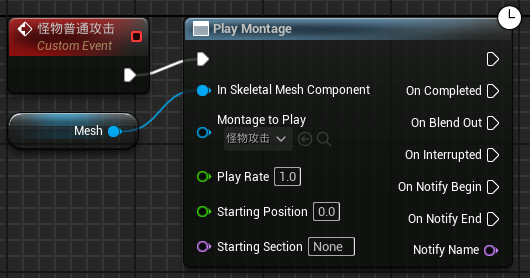 怪物普通攻击
Custom Event
Mesh
Play Montage
In Skeletal Mesh Component
On Completed
Montage to Play
怪物攻击
On Blend Out
On Interrupted
Play Rate 1.0
On Notify Begin
Starting Position 0.0
On Notify End
Starting Section None
Notify Name